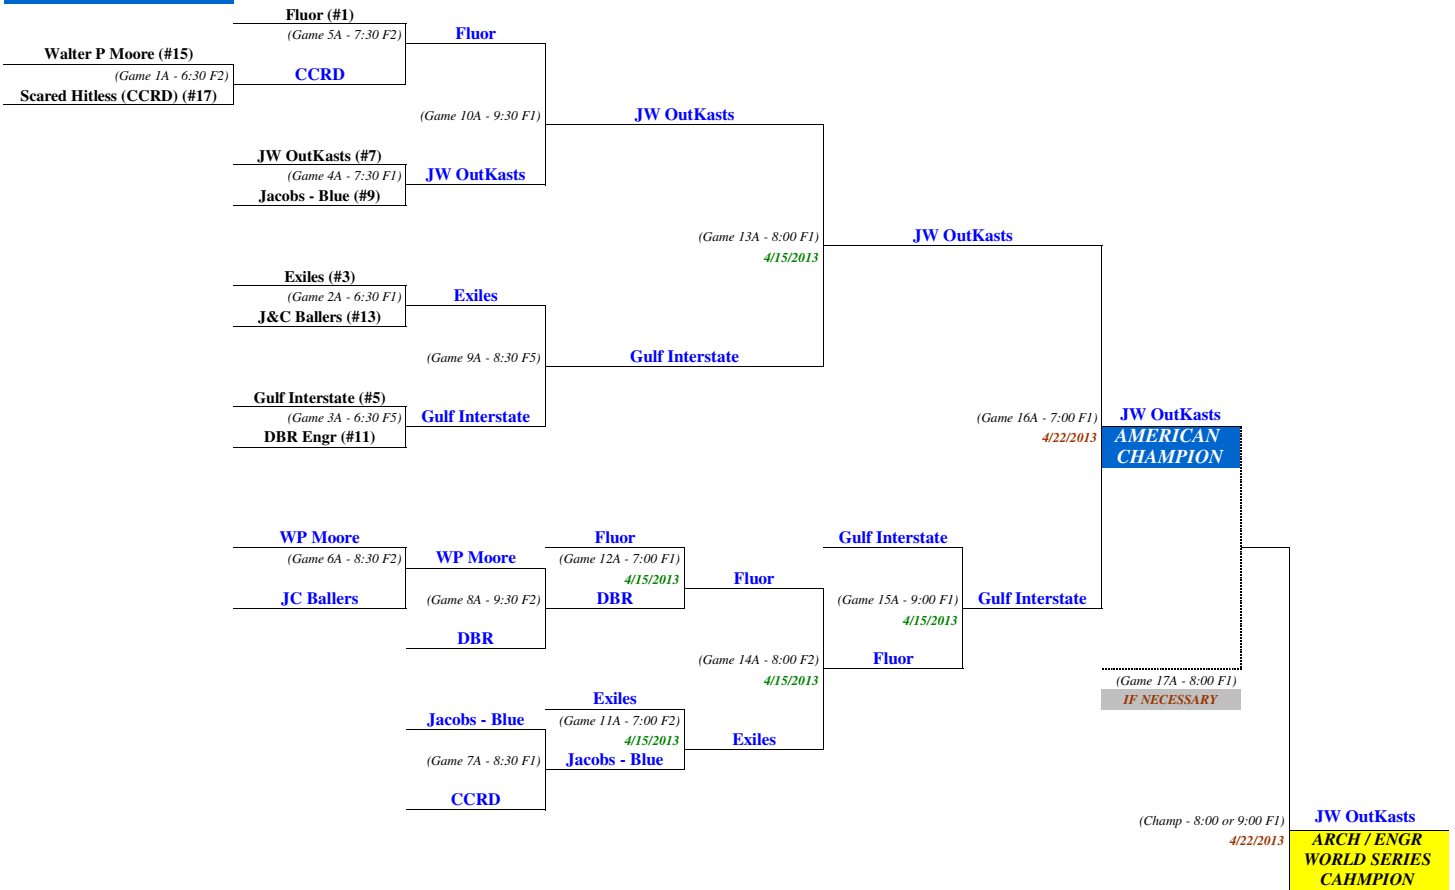 Fluor (#1)
(Game 5A - 7:30 F2)
Fluor
Walter P Moore (#15)
(Game 1A - 6:30 F2)
CCRD
Scared Hitless (CCRD) (#17)
(Game 10A - 9:30 F1)
JW OutKasts
JW OutKasts (#7)
(Game 4A - 7:30 F1)
JW OutKasts
Jacobs - Blue (#9)
(Game 13A - 8:00 F1)
4/15/2013
JW OutKasts
Exiles (#3)
(Game 2A - 6:30 F1)
Exiles
J&C Ballers (#13)
(Game 9A - 8:30 F5)
Gulf Interstate
Gulf Interstate (#5)
(Game 3A - 6:30 F5)
Gulf Interstate
DBR Engr (#11)
(Game 16A - 7:00 F1)
4/22/2013
JW OutKasts
AMERICAN
CHAMPION
WP Moore
(Game 6A - 8:30 F2)
JC Ballers
WP Moore
(Game 8A - 9:30 F2)
DBR
Fluor
(Game 12A - 7:00 F1)
4/15/2013
DBR
Fluor
Gulf Interstate
(Game 15A - 9:00 F1)
4/15/2013
Gulf Interstate
(Game 14A - 8:00 F2)
4/15/2013
Fluor
(Game 17A - 8:00 F1)
IF NECESSARY
Exiles
Jacobs - Blue
(Game 11A - 7:00 F2)
4/15/2013
Exiles
(Game 7A - 8:30 F1)
Jacobs - Blue
CCRD
(Champ - 8:00 or 9:00 F1)
4/22/2013
JW OutKasts
ARCH / ENGR
WORLD SERIES
CAHMPION